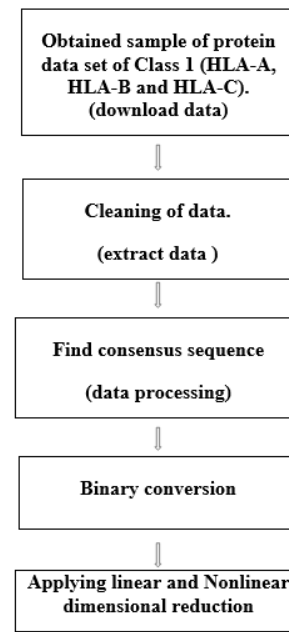 Obtained sample of protein
data set of Class 1 (HLA-A,
HLA-B and HLA-C).
(download data)
Cleaning of data.
(extract data )
Find consensus sequence
(data processing)
Binary conversion
Applying linear and Nonlinear
dimensional reduction